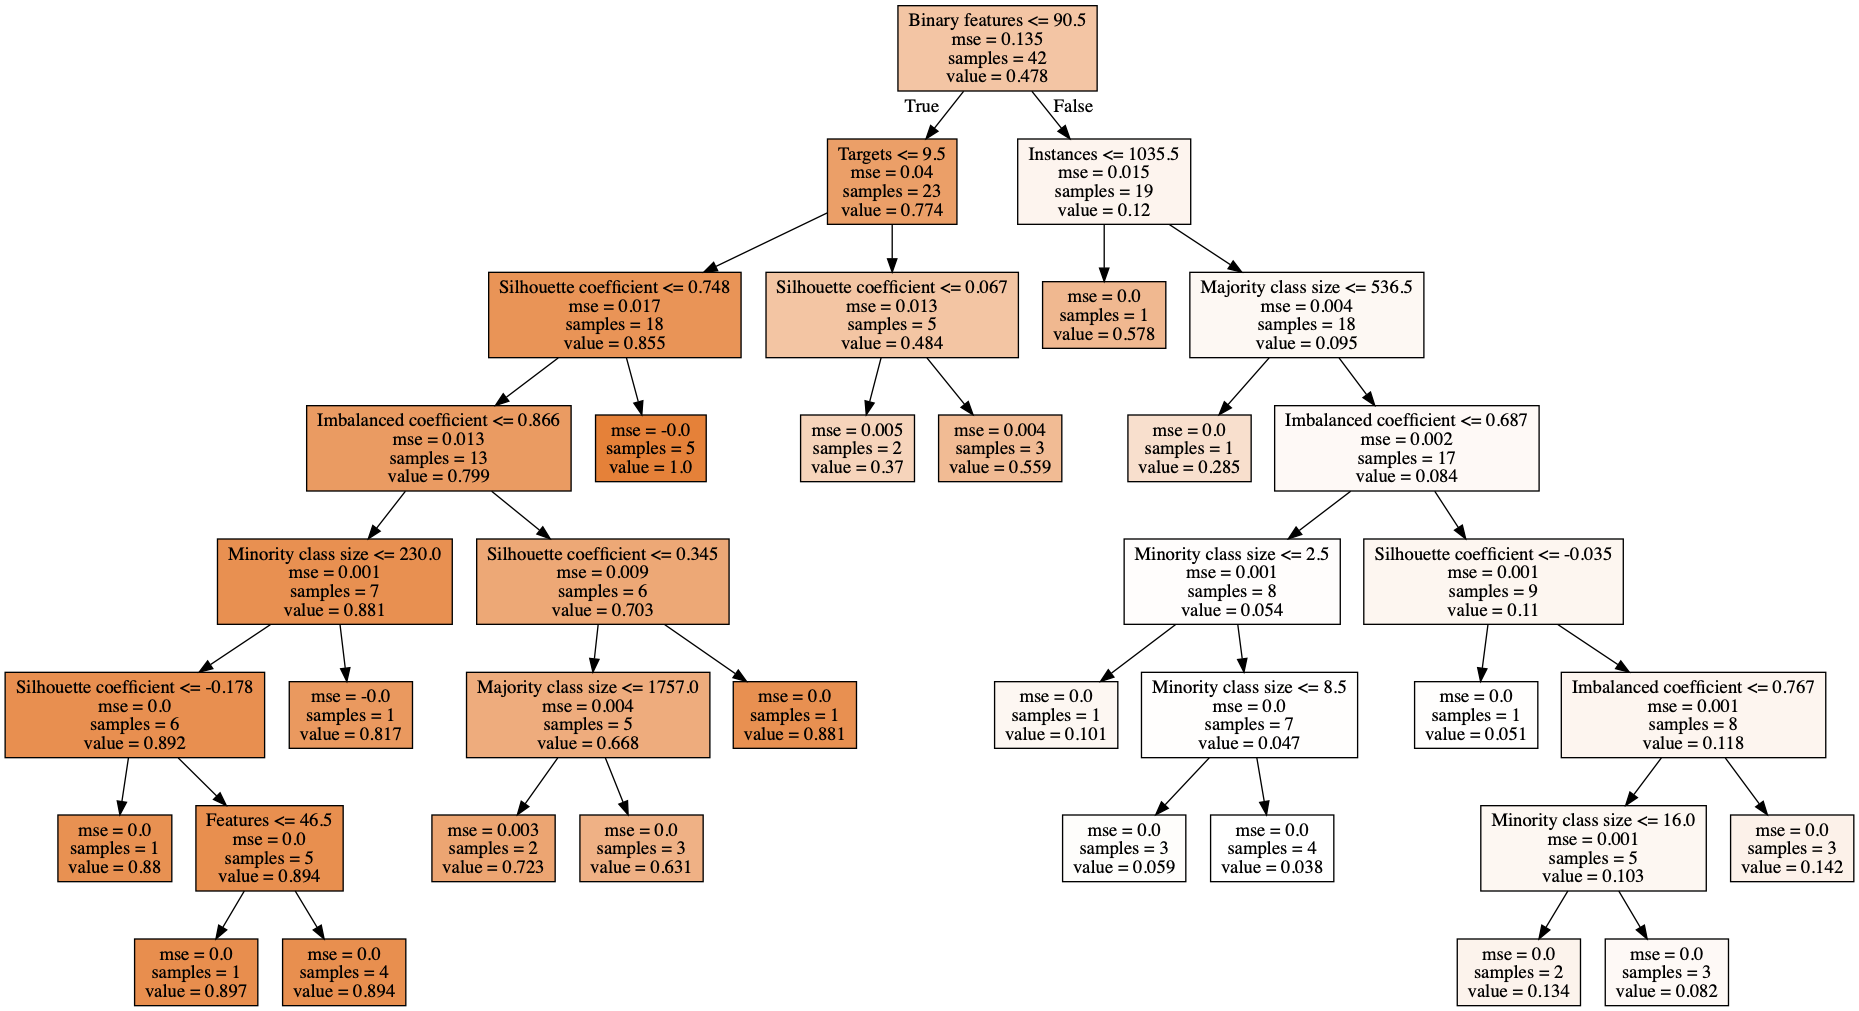 Binary features <= 90.5
mse = 0.135
samples = 42
value = 0.478
True
False
Targets <= 9.5
mse = 0.04
samples = 23
value = 0.774
Instances <= 1035.5
mse = 0.015
samples = 19
value = 0.12
Silhouette coefficient <= 0.748
mse = 0.017
samples = 18
value = 0.855
Silhouette coefficient <= 0.067
mse = 0.013
samples = 5
value = 0.484
mse = 0.0
samples = 1
value = 0.578
Majority class size <= 536.5
mse = 0.004
samples = 18
value = 0.095
Imbalanced coefficient <= 0.866
mse = 0.013
samples = 13
value = 0.799
mse = -0.0
samples = 5
value = 1.0
mse = 0.005
samples = 2
value = 0.37
mse = 0.004
samples = 3
value = 0.559
mse = 0.0
samples = 1
value = 0.285
Imbalanced coefficient <= 0.687
mse = 0.002
samples = 17
value = 0.084
Minority class size <= 230.0
mse = 0.001
samples = 7
value = 0.881
Silhouette coefficient <= 0.345
mse = 0.009
samples = 6
value = 0.703
Minority class size <= 2.5
mse = 0.001
samples = 8
value = 0.054
Silhouette coefficient <= -0.035
mse = 0.001
samples = 9
value = 0.11
Silhouette coefficient <= -0.178
mse = 0.0
samples = 6
value = 0.892
mse = -0.0
samples = 1
value = 0.817
Majority class size <= 1757.0
mse = 0.004
samples = 5
value = 0.668
mse = 0.0
samples = 1
value = 0.881
mse = 0.0
samples = 1
value = 0.101
Minority class size <= 8.5
mse = 0.0
samples = 7
value = 0.047
mse = 0.0
samples = 1
value = 0.051
Imbalanced coefficient <= 0.767
mse = 0.001
samples = 8
value = 0.118
mse = 0.0
samples = 1
value = 0.88
Features <= 46.5
mse = 0.0
samples = 5
value = 0.894
mse = 0.003
samples = 2
value = 0.723
mse = 0.0
samples = 3
value = 0.631
mse = 0.0
samples = 3
value = 0.059
mse = 0.0
samples = 4
value = 0.038
Minority class size <= 16.0
mse = 0.001
samples = 5
value = 0.103
mse = 0.0
samples = 3
value = 0.142
mse = 0.0
samples = 1
value = 0.897
mse = 0.0
samples = 4
value = 0.894
mse = 0.0
samples = 2
value = 0.134
mse = 0.0
samples = 3
value = 0.082